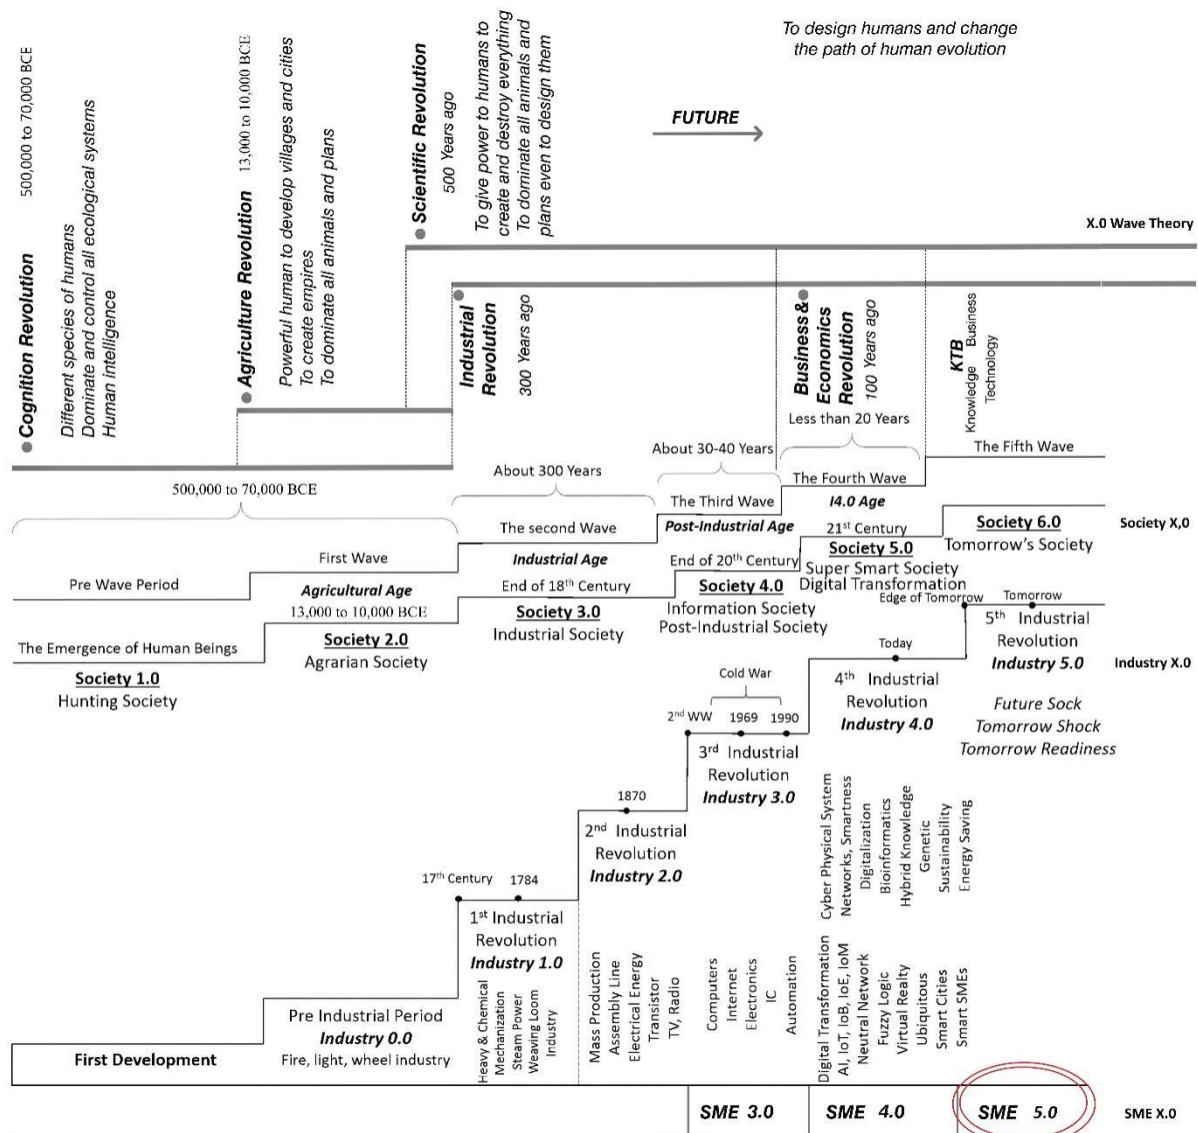 Cognition Revolution 500,000 to 70,000 BCE
Different species of humans
Dominate and control all ecological systems
Human intelligence
Agriculture Revolution 13,000 to 10,000 BCE
Powerful human to develop villages and cities
To create empires
To dominate all animals and plans
Scientific Revolution
500 Years ago
To give power to humans to
create and destroy everything
To dominate all animals and
plans even to design them
To design humans and change
the path of human evolution
FUTURE
X.0 Wave Theory
Industrial
Revolution
300 Years ago
Business &
Economics
Revolution
100 Years ago
KTB
Knowledge Business
Technology
500,000 to 70,000 BCE
About 300 Years
About 30-40 Years
Less than 20 Years
Pre Wave Period
First Wave
Agricultural Age
13,000 to 10,000 BCE
The second Wave
Industrial Age
The Third Wave
Post-Industrial Age
The Fourth Wave
I4.0 Age
The Fifth Wave
The Emergence of Human Beings
Society 1.0
Hunting Society
Society 2.0
Agrarian Society
End of 18th Century
Society 3.0
Industrial Society
End of 20th Century
Society 4.0
Information Society
Post-Industrial Society
21st Century
Society 5.0
Super Smart Society
Digital Transformation
Society 6.0
Tomorrow's Society
Society X,0
First Development
Pre Industrial Period
Industry 0.0
Fire, light, wheel industry
17th Century
1784
1st Industrial
Revolution
Industry 1.0
Heavy & Chemical
Mechanization
Steam Power
Weaving Loom
Industry
1870
2nd Industrial
Revolution
Industry 2.0
Mass Production
Assembly Line
Electrical Energy
Transistor
TV, Radio
Cold War
2nd WW
1969
1990
3rd Industrial
Revolution
Industry 3.0
Computers
Internet
Electronics
IC
Automation
Today
4th Industrial
Revolution
Industry 4.0
Cyber Physical System
Networks, Smartness
Digitalization
Bioinformatics
Hybrid Knowledge
Genetic
Sustainability
Energy Saving
Digital Transformation
AI, IoT, IoB, IoE, IoM
Neutral Network
Fuzzy Logic
Virtual Realty
Ubiquitous
Smart Cities
Smart SMEs
Edge of Tomorrow
Tomorrow
5th Industrial
Revolution
Industry 5.0
Future Sock
Tomorrow Shock
Tomorrow Readiness
Industry X.0
SME 3.0
SME 4.0
SME 5.0
SME X.0